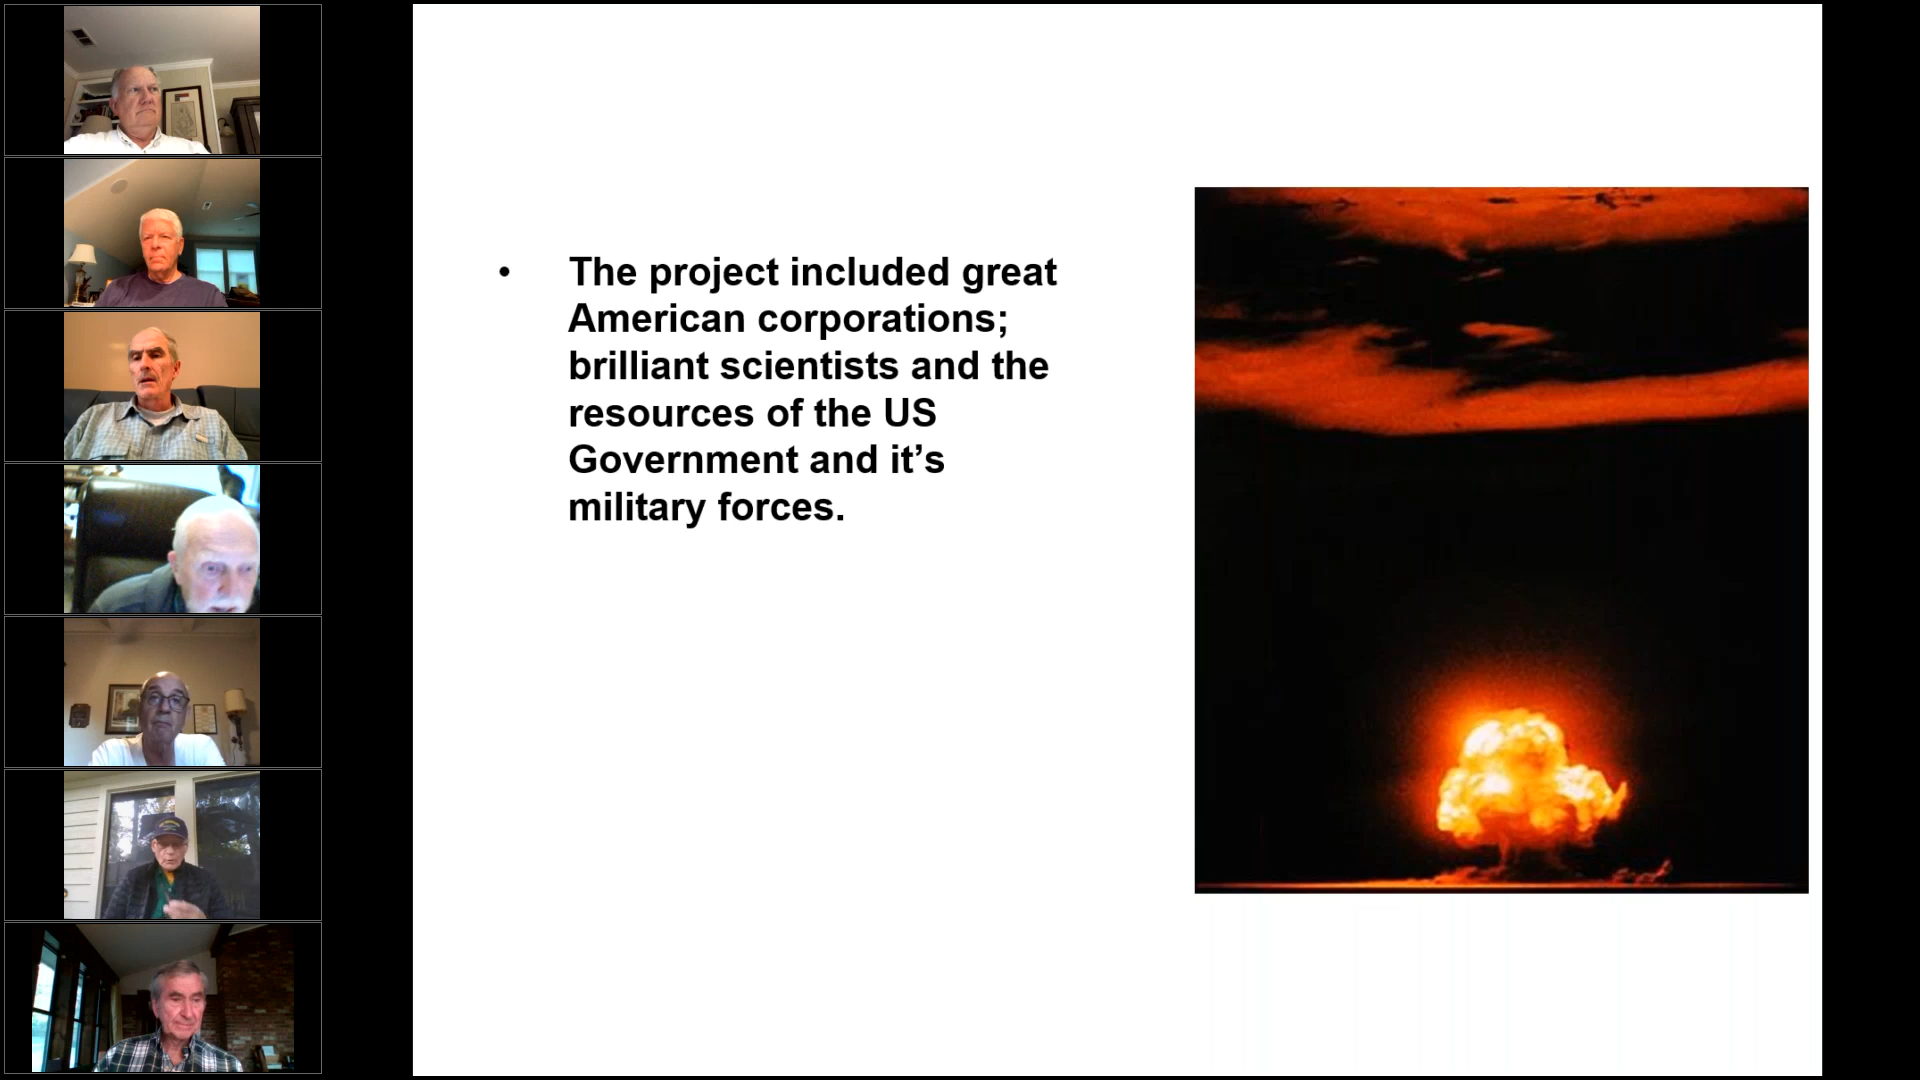 • The project included great
American corporations;
brilliant scientists and the
resources of the US
Government and it’s
military forces.